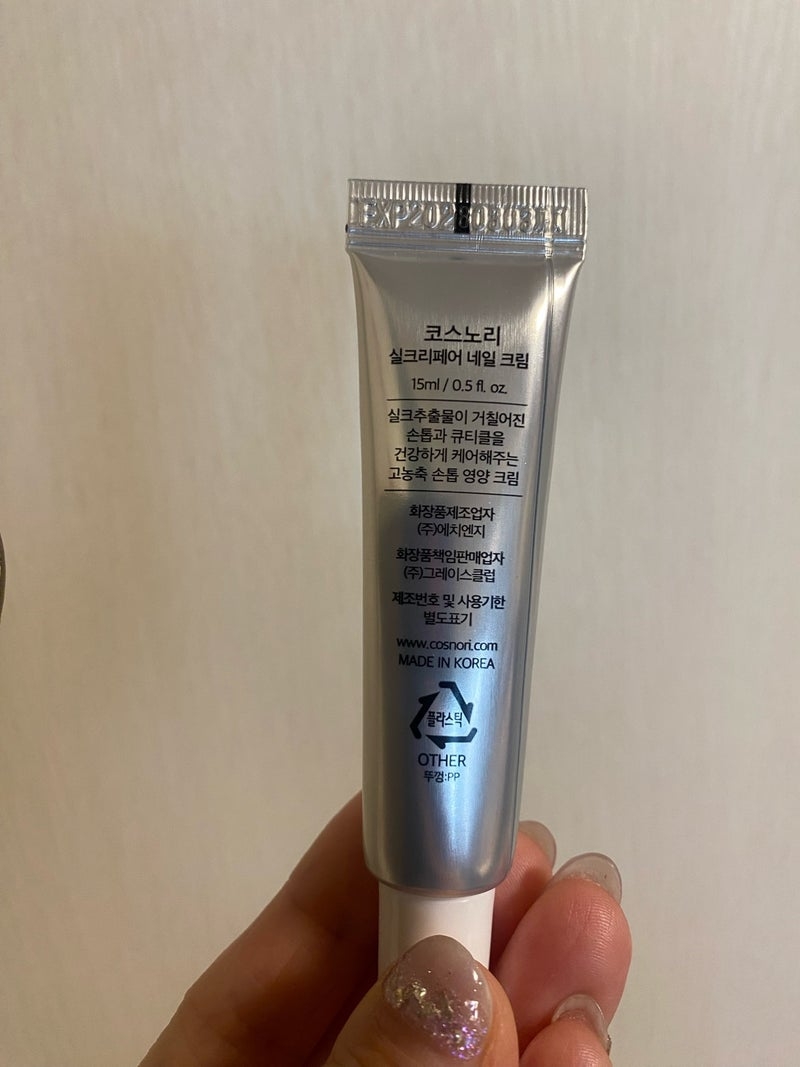 코스노리
실크리페어 네일 크림
15ml / 0.5 fl. oz.
실크추출물이 거칠어진
손톱과 큐티클을
건강하게 케어해주는
고농축 손톱 영양 크림
화장품제조업자
(주)에치엔지
화장품책임판매업자
(주)그레이스클럽
제조번호 및 사용기한
별도표기
www.cosnori.com
MADE IN KOREA
플라스틱
OTHER
뚜껑:PP